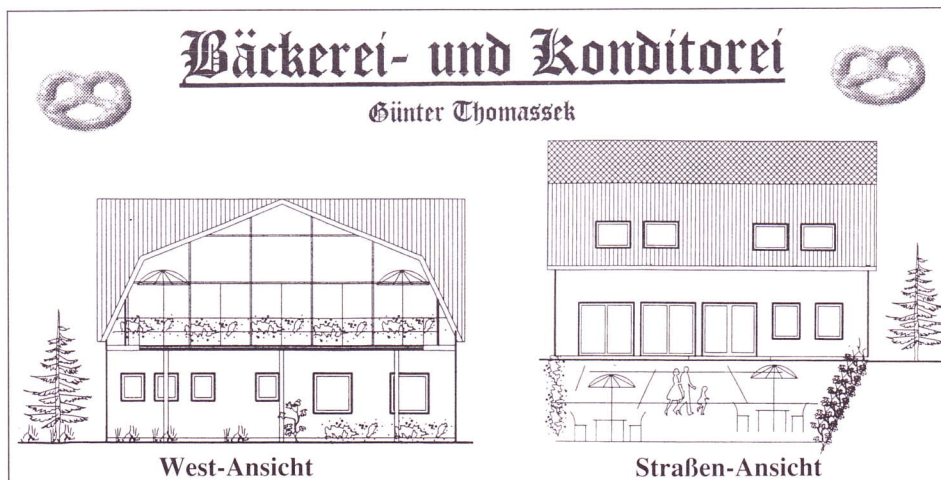 Bäckerei- und Konditorei
Günter Thomassek
West-Ansicht
Straßen-Ansicht